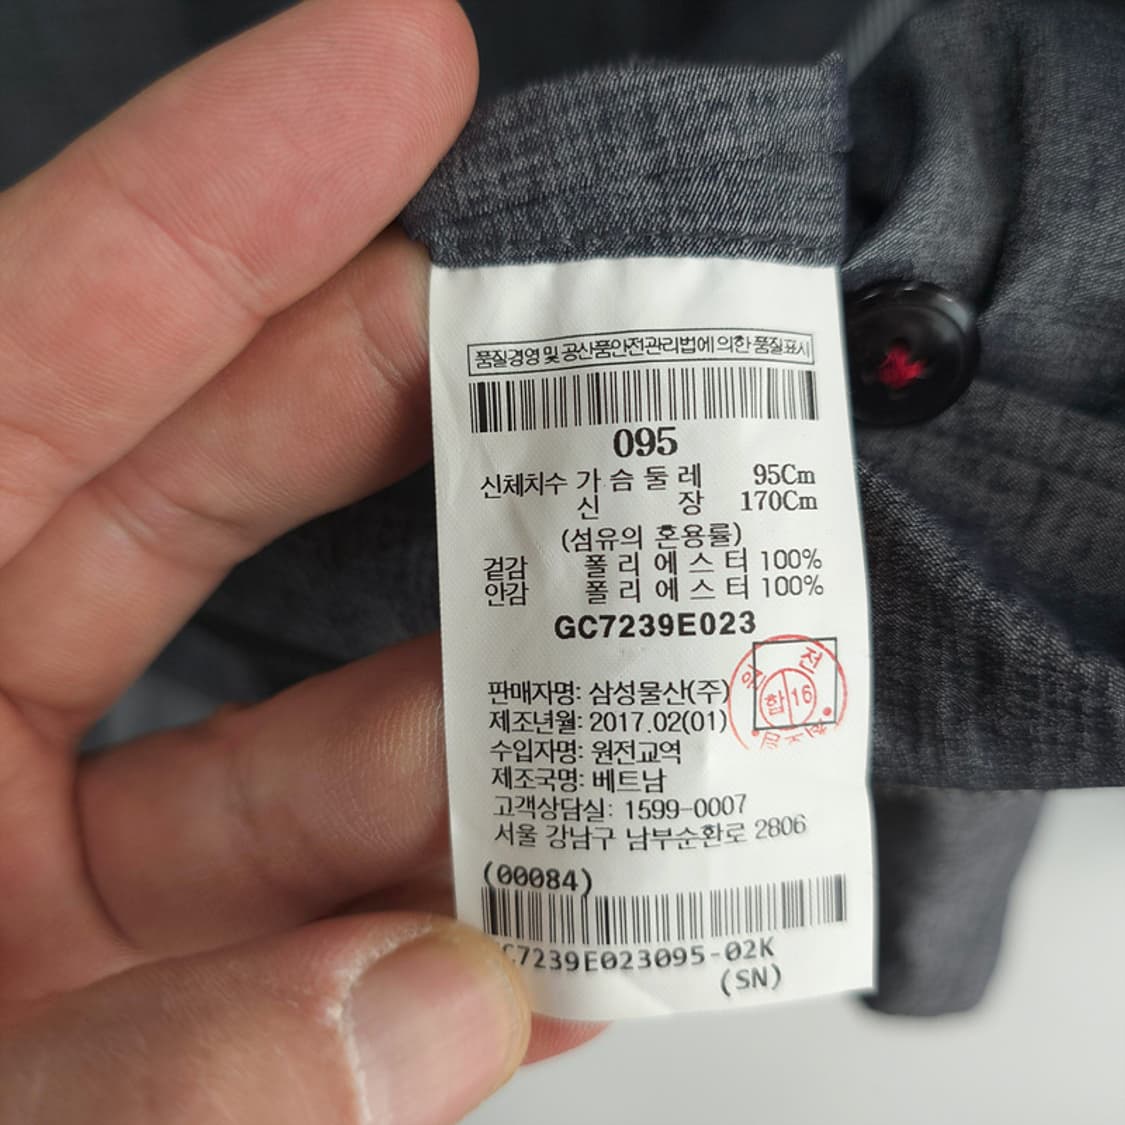 품질경영 및 공산품안전관리법에 의한 품질표시
095
신체치수 가 슴 둘 레 95Cm
신 장 170Cm
(섬유의 혼용률)
겉감 폴 리 에 스 터 100%
안감 폴 리 에 스 터 100%
GC7239E023
전
합 16
판매자명: 삼성물산(주)
제조년월: 2017.02(01)
수입자명: 원전교역
제조국명: 베트남
고객상담실: 1599-0007
서울 강남구 남부순환로 2806
(00084)
C7239E023095-02K
(SN)